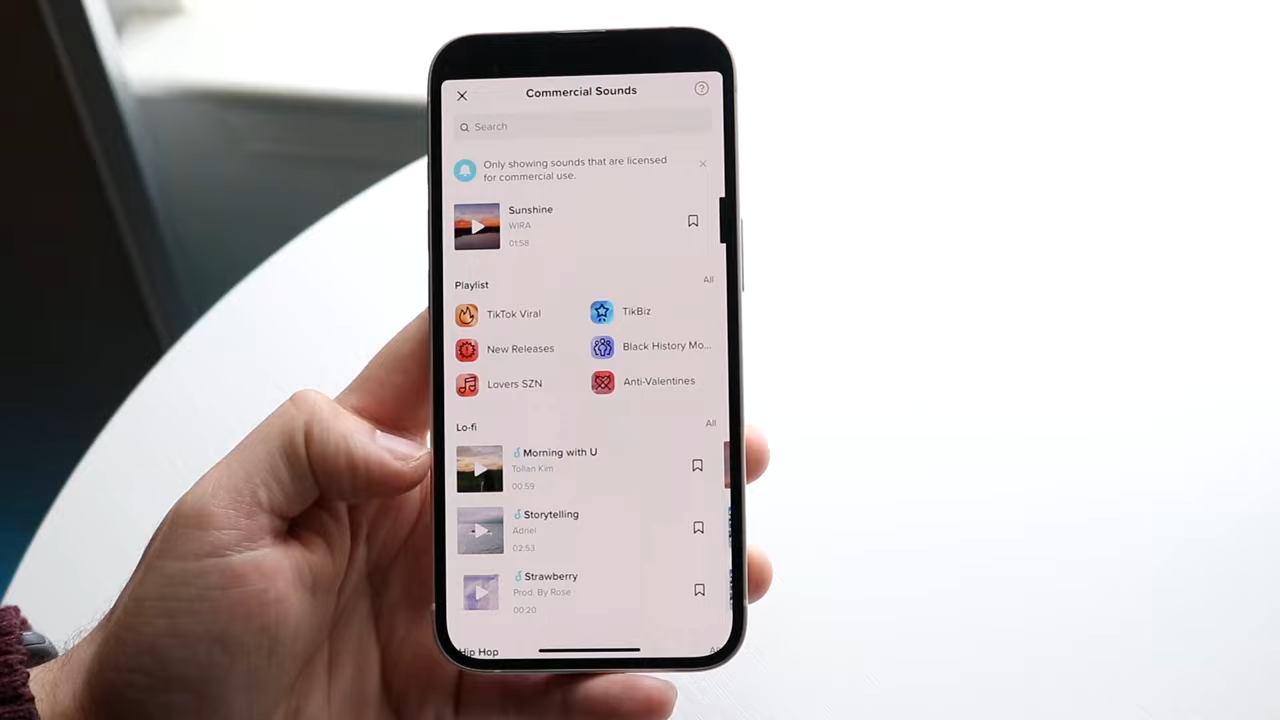 Commercial Sounds
?
Search
Only showing sounds that are licensed
for commercial use.
Sunshine
WIRA
01:58
Playlist
All
TikTok Viral
TikBiz
New Releases
Black History Mo...
Lovers SZN
Anti-Valentines
Lo-fi
All
Morning with U
Tollan Kim
00:59
Storytelling
Adriel
02:53
Strawberry
Prod. By Rose
00:20
Hip Hop
All